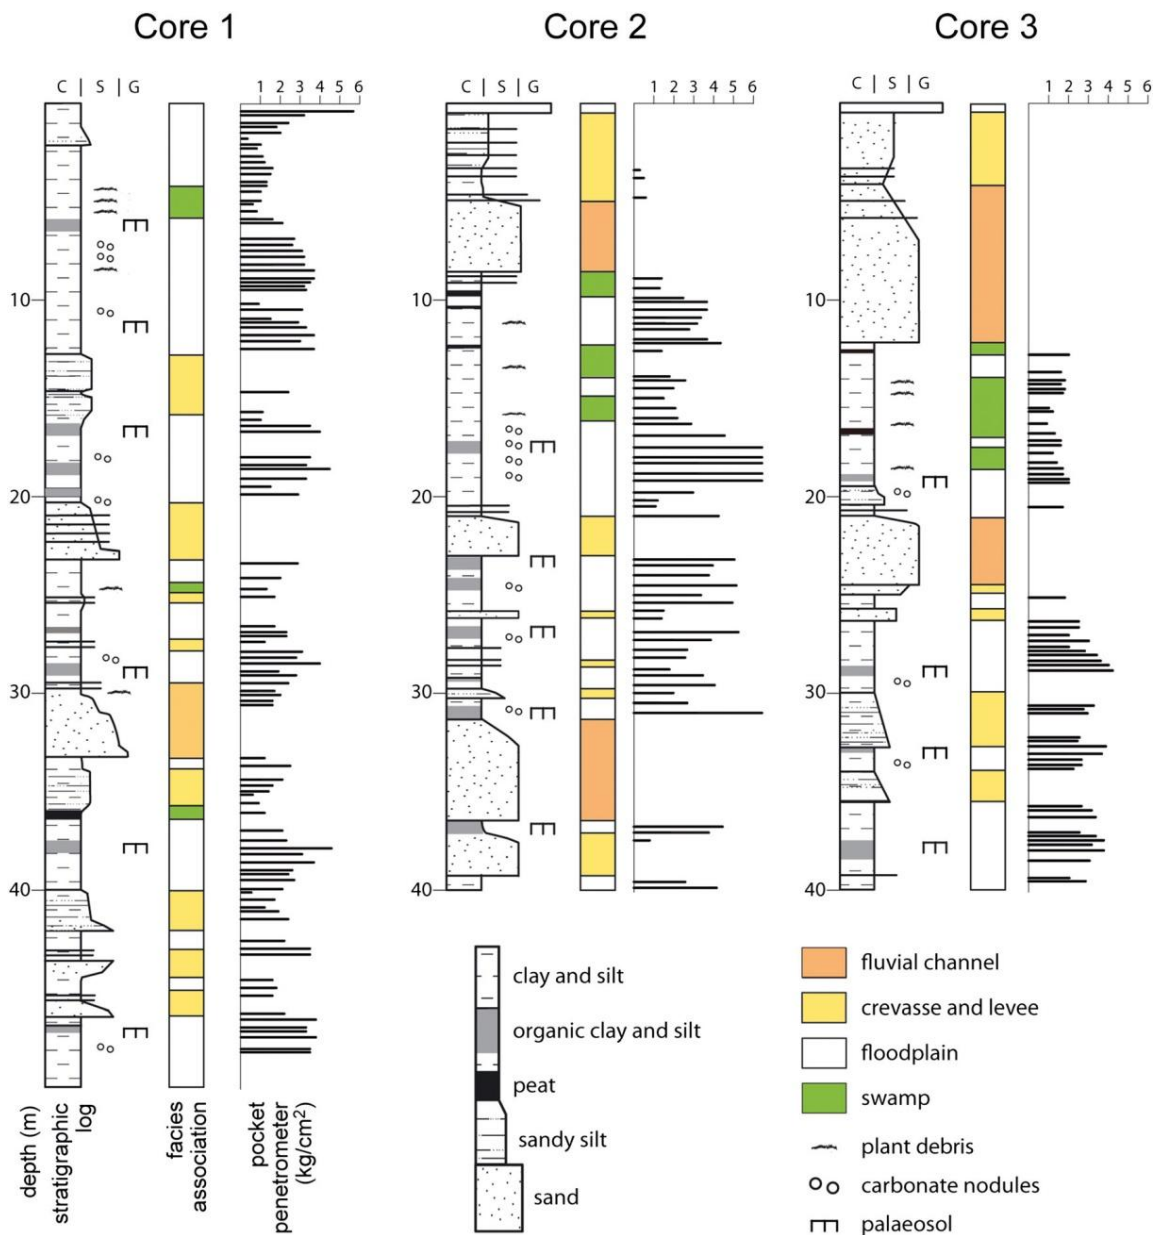 Core 1
Core 2
Core 3
C | S | G
1 2 3 4 5 6
C | S | G
1 2 3 4 5 6
C | S | G
1 2 3 4 5 6
10
10
10
20
20
20
30
30
30
40
40
40
depth (m)
stratigraphic
log
facies
association
pocket
penetrometer
(kg/cm2)
clay and silt
organic clay and silt
peat
sandy silt
sand
fluvial channel
crevasse and levee
floodplain
swamp
plant debris
carbonate nodules
palaeosol